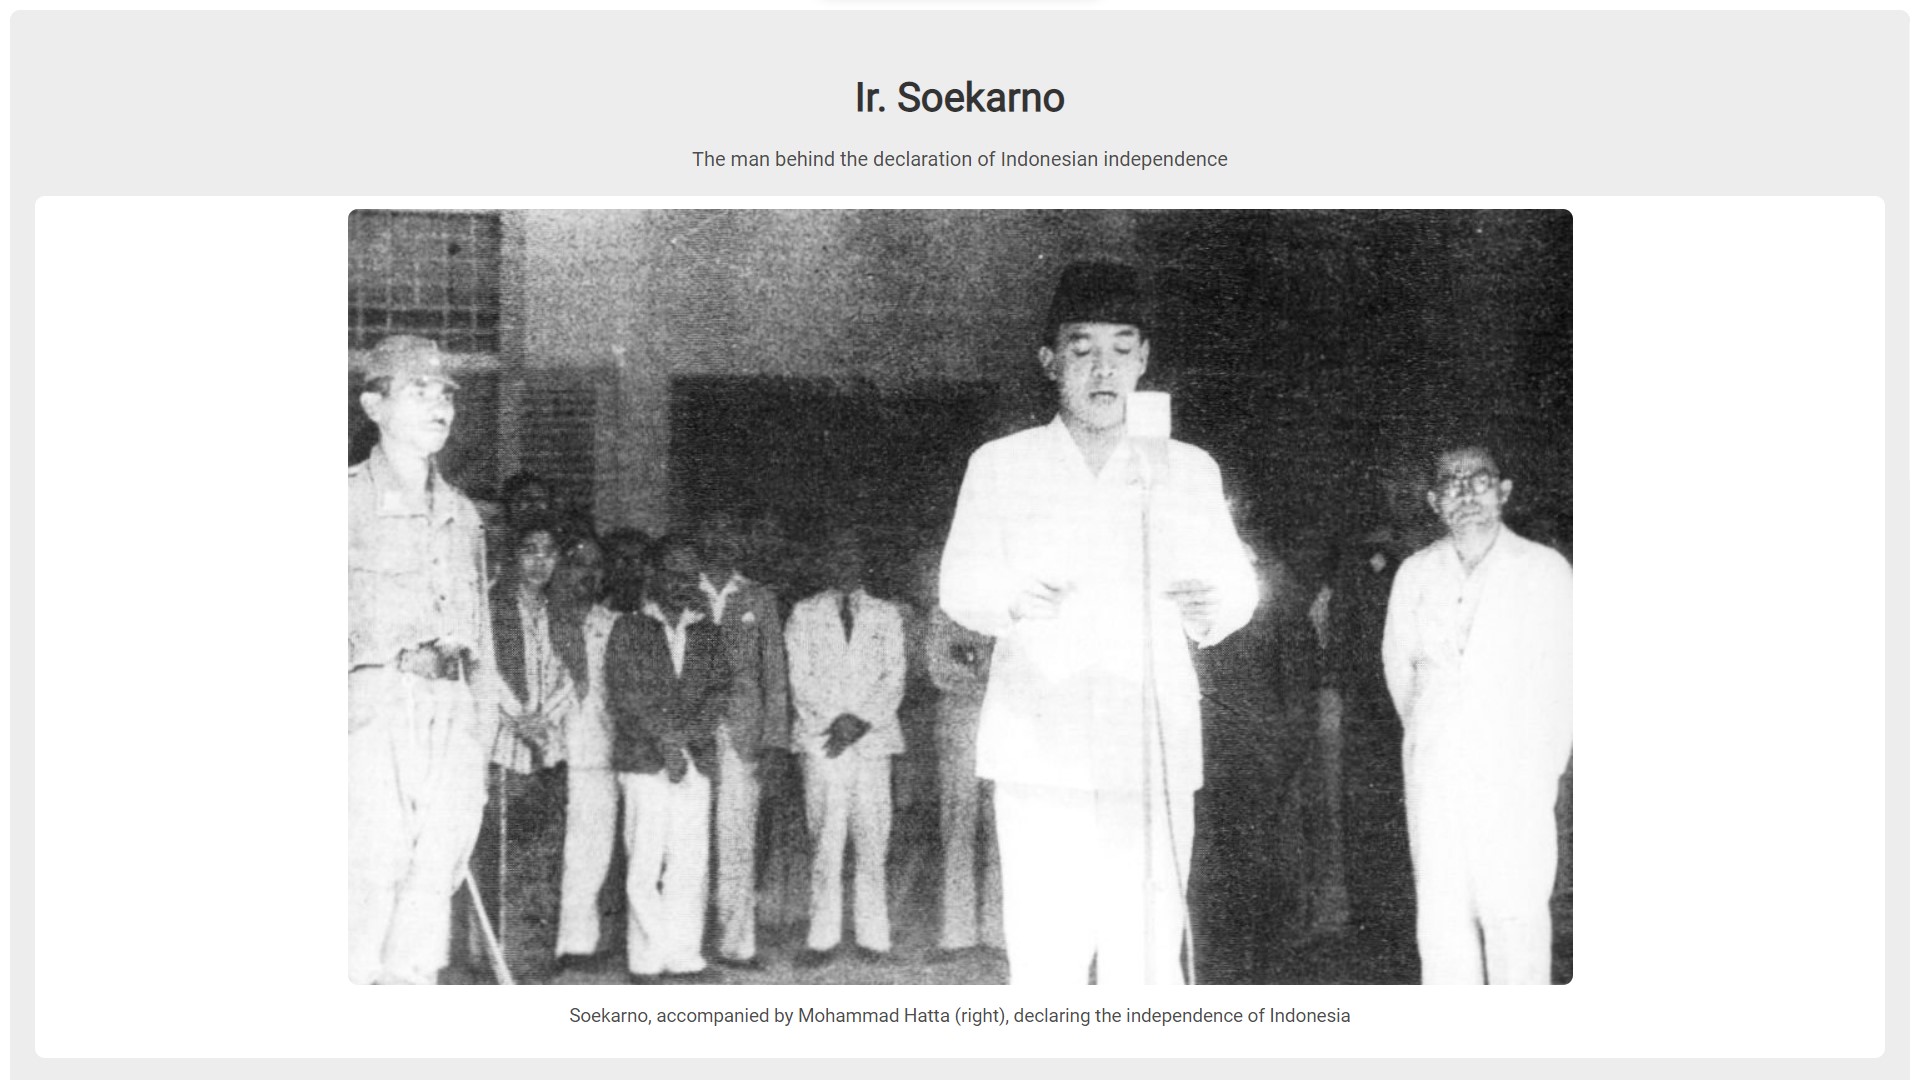 Ir. Soekarno
The man behind the declaration of Indonesian independence
Soekarno, accompanied by Mohammad Hatta (right), declaring the independence of Indonesia